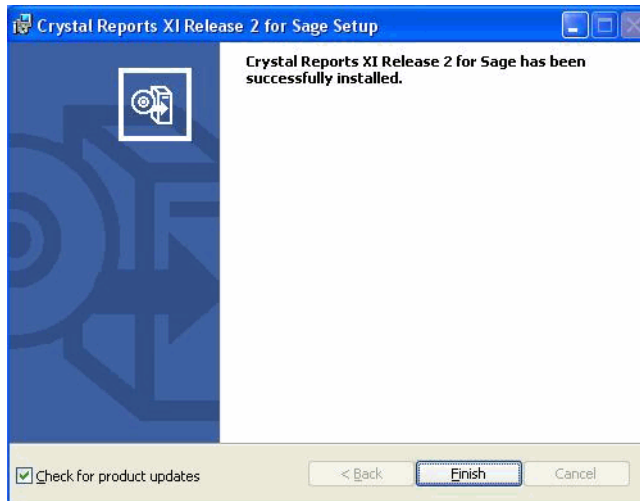 Crystal Reports XI Release 2 for Sage Setup
Crystal Reports XI Release 2 for Sage has been
successfully installed.
Check for product updates
< Back
Finish
Cancel